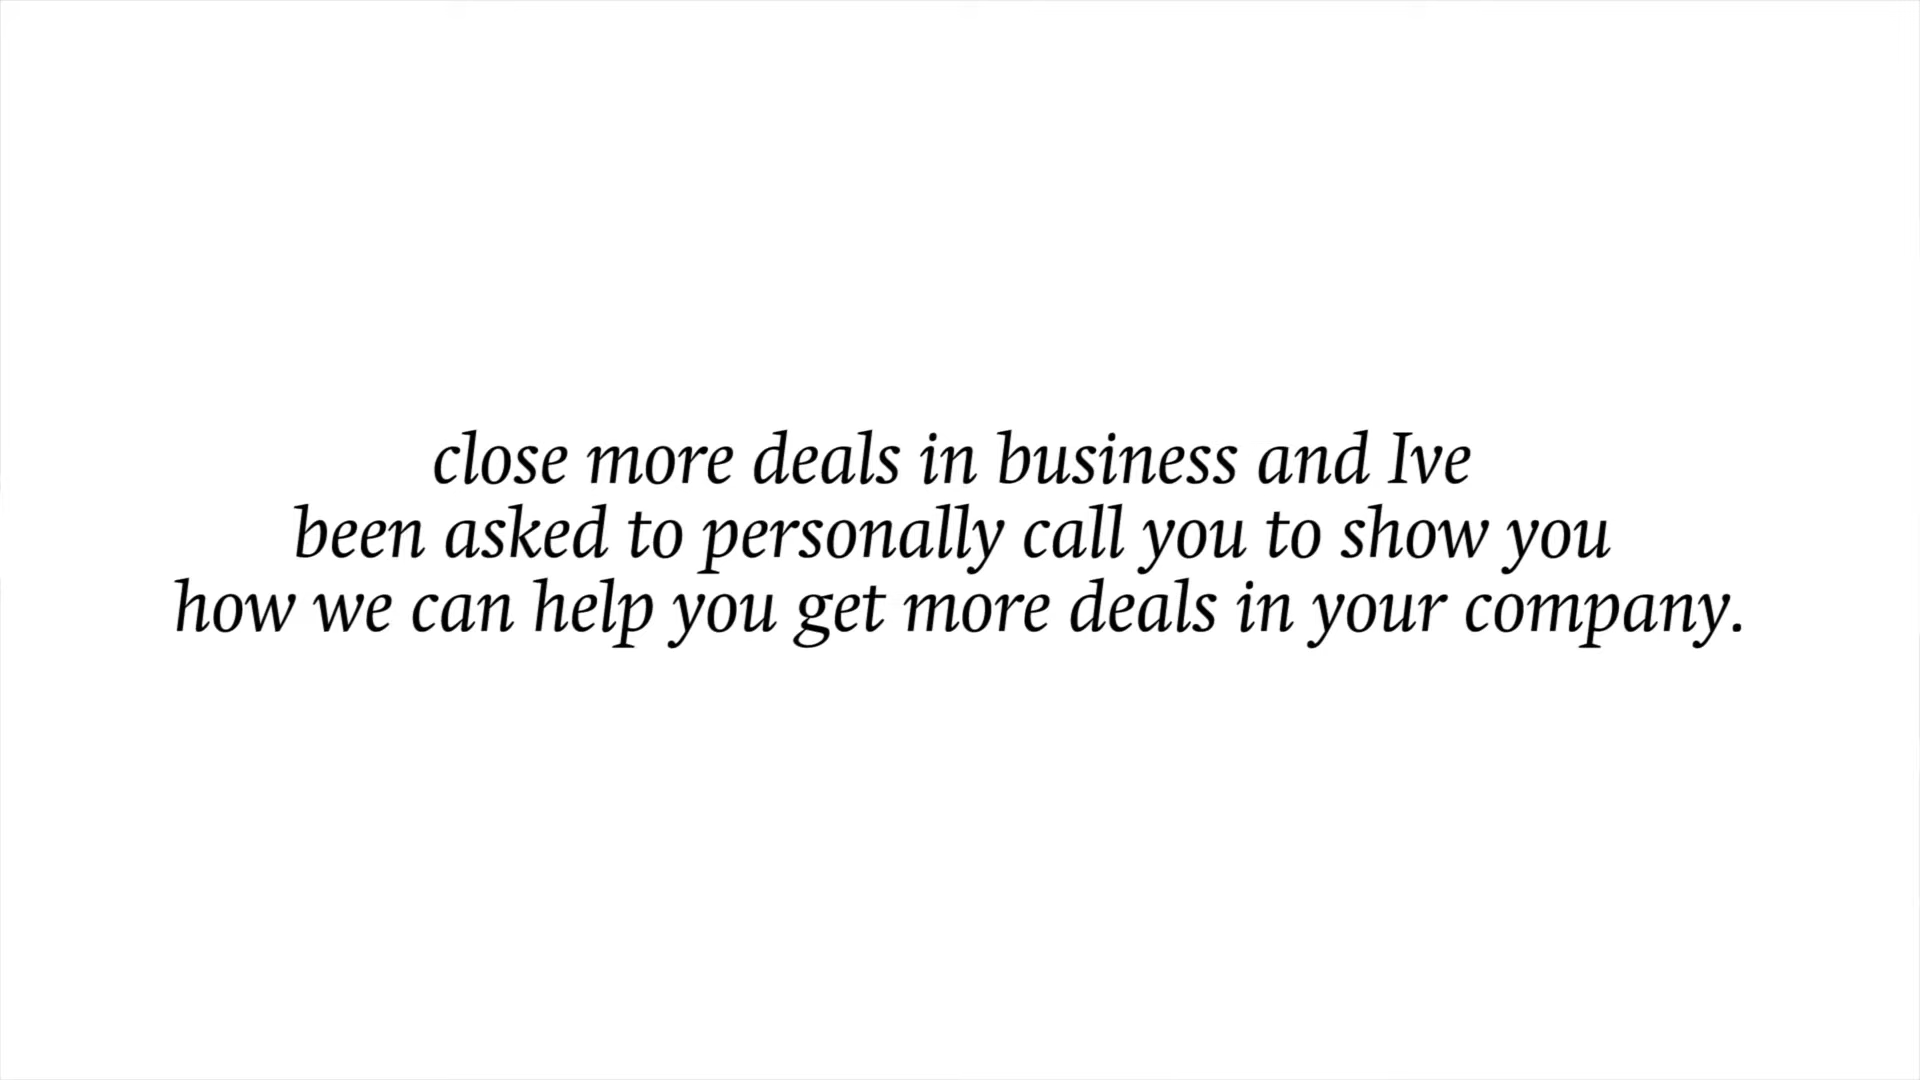 close more deals in business and Ive
been asked to personally call you to show you
how we can help you get more deals in your company.